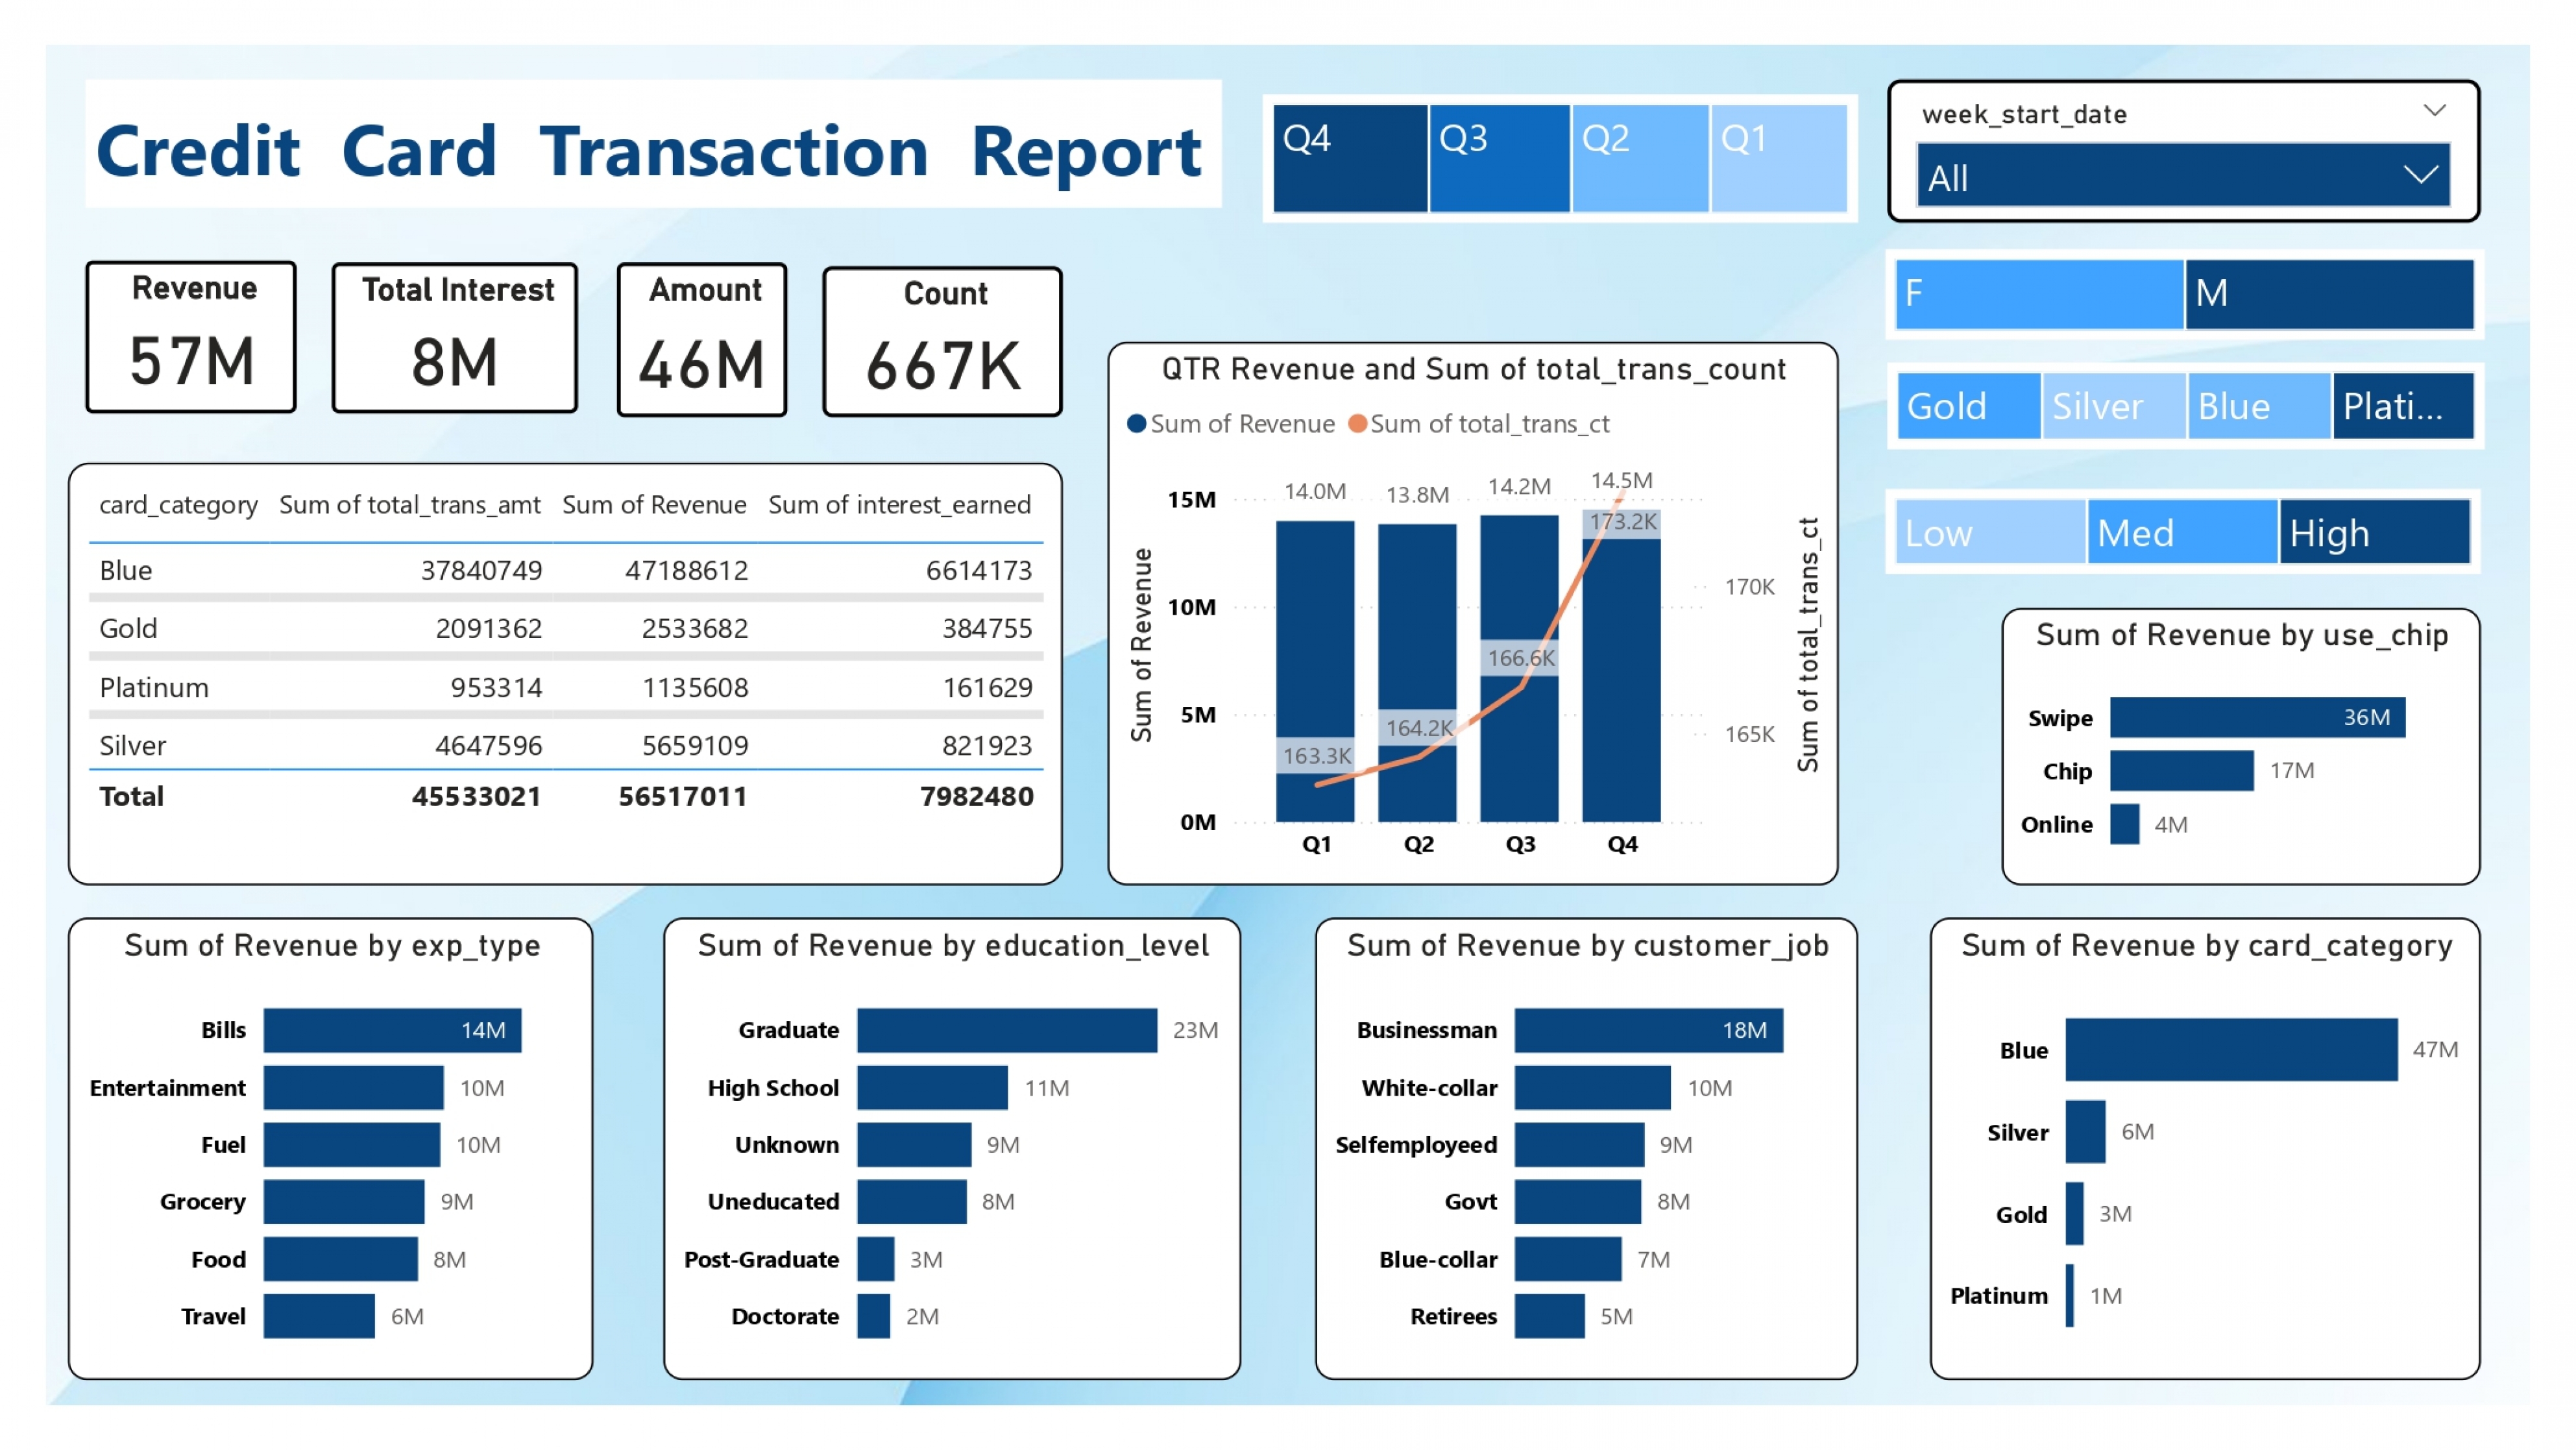 Credit Card Transaction Report
Q4 Q3 Q2 Q1
week_start_date
All
F M
Gold Silver Blue Plati...
Low Med High
Revenue
57M
Total Interest
8M
Amount
46M
Count
667K
card_category Sum of total_trans_amt Sum of Revenue Sum of interest_earned
Blue 37840749 47188612 6614173
Gold 2091362 2533682 384755
Platinum 953314 1135608 161629
Silver 4647596 5659109 821923
Total 45533021 56517011 7982480
QTR Revenue and Sum of total_trans_count
Sum of Revenue Sum of total_trans_ct
Sum of Revenue
15M
10M
5M
0M
14.0M 13.8M 14.2M 14.5M
163.3K 164.2K 166.6K 173.2K
170K
165K
Sum of total_trans_ct
Q1 Q2 Q3 Q4
Sum of Revenue by use_chip
Swipe 36M
Chip 17M
Online 4M
Sum of Revenue by exp_type
Bills 14M
Entertainment 10M
Fuel 10M
Grocery 9M
Food 8M
Travel 6M
Sum of Revenue by education_level
Graduate 23M
High School 11M
Unknown 9M
Uneducated 8M
Post-Graduate 3M
Doctorate 2M
Sum of Revenue by customer_job
Businessman 18M
White-collar 10M
Selfemployeed 9M
Govt 8M
Blue-collar 7M
Retirees 5M
Sum of Revenue by card_category
Blue 47M
Silver 6M
Gold 3M
Platinum 1M